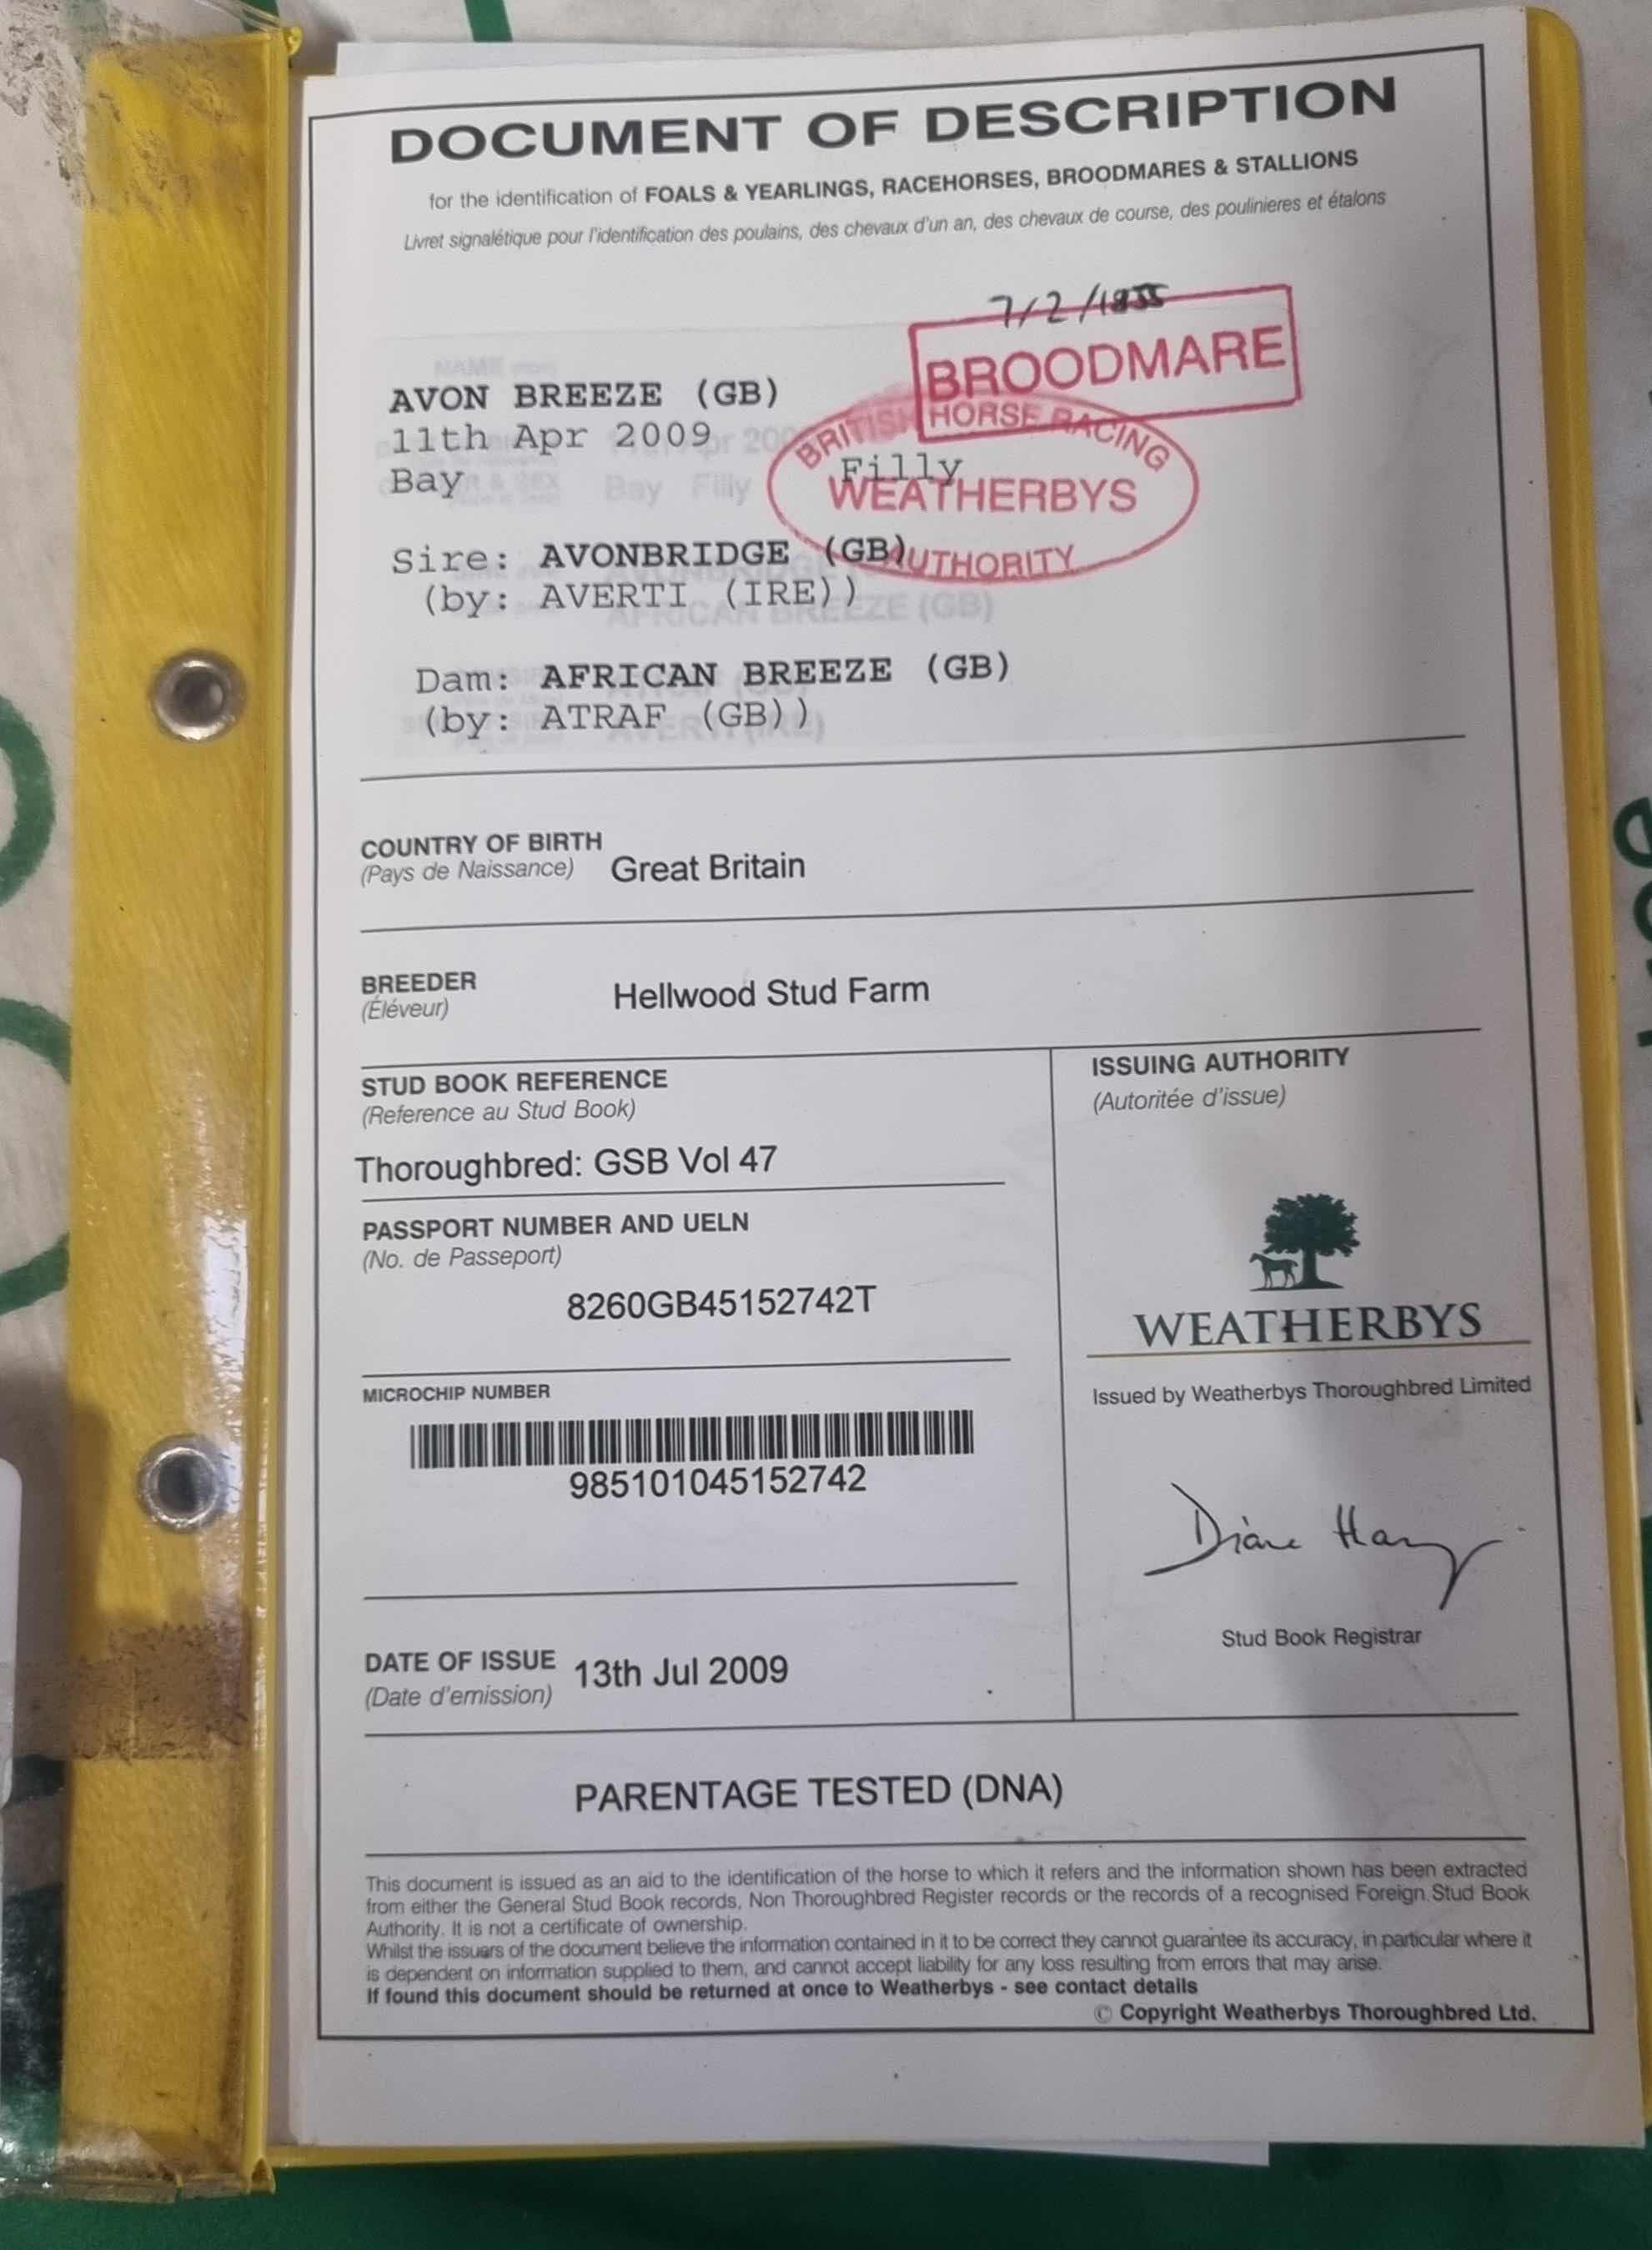 DOCUMENT OF DESCRIPTION
for the identification of FOALS & YEARLINGS, RACEHORSES, BROODMARES & STALLIONS
Livret signalétique pour l'identification des poulains, des chevaux d'un an, des chevaux de course, des poulinieres et étalons
7/2/
BROODMARE
AVON BREEZE (GB)
BRITISH HORSE RACING
11th Apr 2009
Bay Filly
WEATHERBYS
AUTHORITY
Sire: AVONBRIDGE (GB)
(by: AVERTI (IRE))
AFRICAN BREEZE (GB)
Dam: AFRICAN BREEZE (GB)
(by: ATRAF (GB))
COUNTRY OF BIRTH
(Pays de Naissance) Great Britain
BREEDER
(Éléveur) Hellwood Stud Farm
STUD BOOK REFERENCE
(Reference au Stud Book)
Thoroughbred: GSB Vol 47
PASSPORT NUMBER AND UELN
(No. de Passeport)
8260GB45152742T
MICROCHIP NUMBER
985101045152742
DATE OF ISSUE 13th Jul 2009
(Date d'emission)
ISSUING AUTHORITY
(Autoritée d'issue)
WEATHERBYS
Issued by Weatherbys Thoroughbred Limited
Diane
Stud Book Registrar
PARENTAGE TESTED (DNA)
This document is issued as an aid to the identification of the horse to which it refers and the information shown has been extracted
from either the General Stud Book records, Non Thoroughbred Register records or the records of a recognised Foreign Stud Book
Authority. It is not a certificate of ownership.
Whilst the issuers of the document believe the information contained in it to be correct they cannot guarantee its accuracy, in particular where it
is dependent on information supplied to them, and cannot accept liability for any loss resulting from errors that may arise.
If found this document should be returned at once to Weatherbys - see contact details
© Copyright Weatherbys Thoroughbred Ltd.